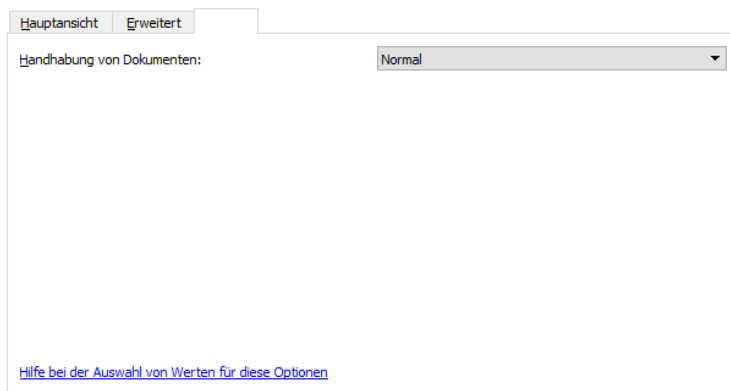 Hauptansicht Erweitert
Handhabung von Dokumenten: Normal
Hilfe bei der Auswahl von Werten für diese Optionen